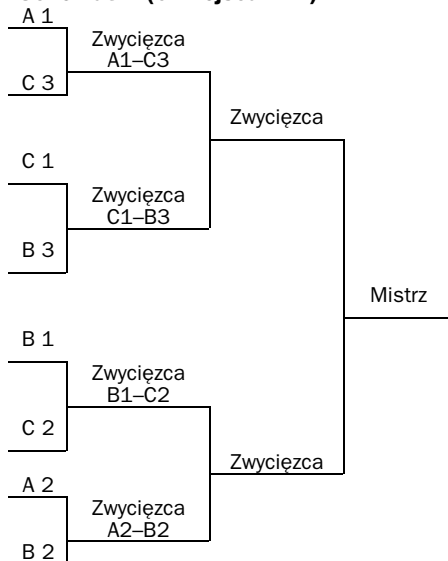 A 1
Zwycięzca
A1–C3
C 3
Zwycięzca
C 1
Zwycięzca
C1–B3
B 3
Mistrz
B 1
Zwycięzca
B1–C2
C 2
Zwycięzca
A 2
Zwycięzca
A2–B2
B 2